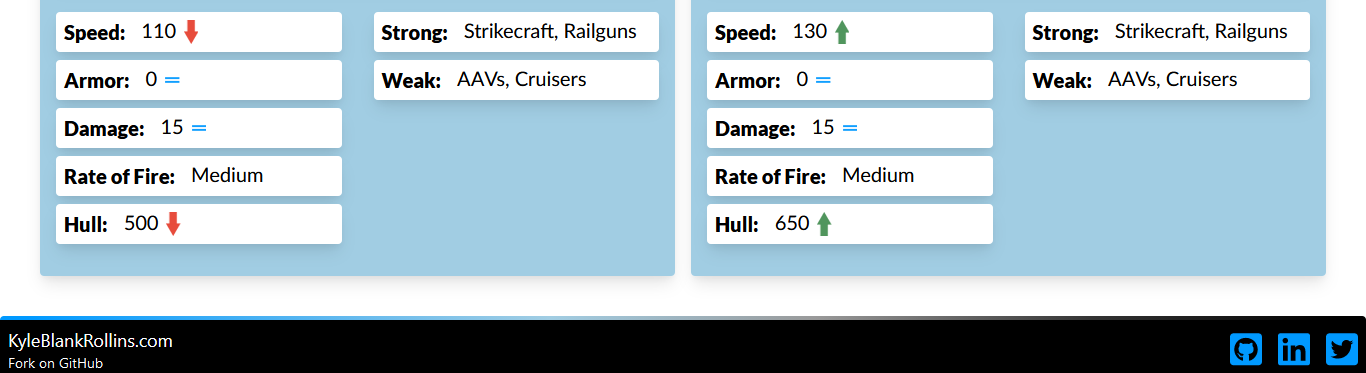 Speed: 110
Armor: 0 =
Damage: 15 =
Rate of Fire: Medium
Hull: 500
Strong: Strikecraft, Railguns
Weak: AAVs, Cruisers
Speed: 130
Armor: 0 =
Damage: 15 =
Rate of Fire: Medium
Hull: 650
Strong: Strikecraft, Railguns
Weak: AAVs, Cruisers
KyleBlankRollins.com
Fork on GitHub
in